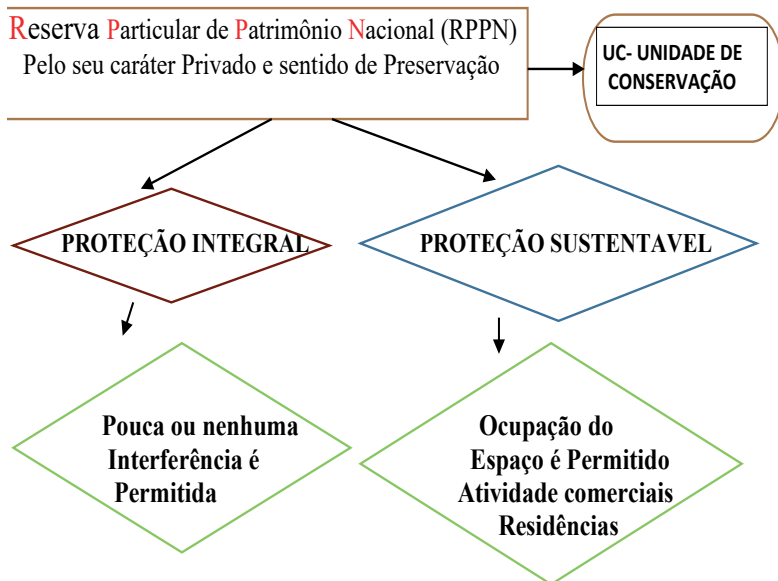 Reserva Particular de Patrimônio Nacional (RPPN)
Pelo seu caráter Privado e sentido de Preservação
UC- UNIDADE DE
CONSERVAÇÃO
PROTEÇÃO INTEGRAL
PROTEÇÃO SUSTENTAVEL
Pouca ou nenhuma
Interferência é
Permitida
Ocupação do
Espaço é Permitido
Atividade comerciais
Residências